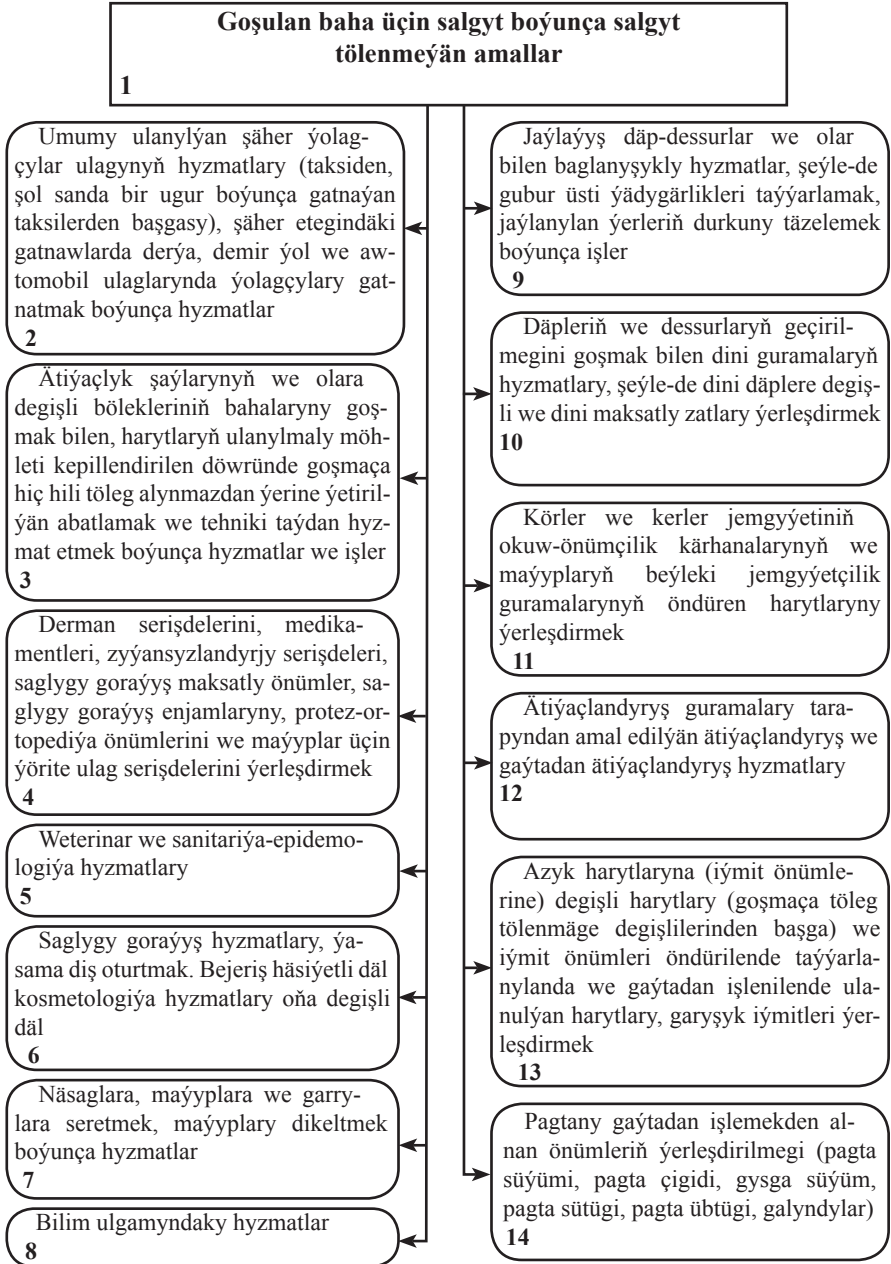 Goşulan baha üçin salgyt boýunça salgyt
tölenmeýän amallar
1
Umumy ulanylýan şäher ýolag-
çylar ulagynyň hyzmatlary (taksiden,
şol sanda bir ugur boýunça gatnaýan
taksilerden başgasy), şäher etegindäki
gatnawlarda derýa, demir ýol we aw-
tomobil ulaglarynda ýolagçylary gat-
natmak boýunça hyzmatlar
2
Ätiýaçlyk şaýlarynyň we olara
degişli bölekleriniň bahalaryny goş-
mak bilen, harytlaryň ulanylmaly möh-
leti kepillendirilen döwründe goşmaça
hiç hili töleg alynmazdan ýerine ýetiril-
ýän abatlamak we tehniki taýdan hyz-
mat etmek boýunça hyzmatlar we işler
3
Derman serişdelerini, medika-
mentleri, zyýansyzlandyrjy serişdeleri,
saglygy goraýyş maksatly önümler, sa-
glygy goraýyş enjamlaryny, protez-or-
topediýa önümlerini we maýyplar üçin
ýörite ulag serişdelerini ýerleşdirmek
4
Weterinar we sanitariýa-epidemo-
logiýa hyzmatlary
5
Saglygy goraýyş hyzmatlary, ýa-
sama diş oturtmak. Bejeriş häsiýetli däl
kosmetologiýa hyzmatlary oňa degişli
däl
6
Näsaglara, maýyplara we garry-
lara seretmek, maýyplary dikeltmek
boýunça hyzmatlar
7
Bilim ulgamyndaky hyzmatlar
8
Jaýlaýyş däp-dessurlar we olar
bilen baglanyşykly hyzmatlar, şeýle-de
gubur üsti ýädygärlikleri taýýarlamak,
jaýlanylan ýerleriň durkuny täzelemek
boýunça işler
9
Däpleriň we dessurlaryň geçiril-
megini goşmak bilen dini guramalaryň
hyzmatlary, şeýle-de dini däplere degiş-
li we dini maksatly zatlary ýerleşdirmek
10
Körler we kerler jemgyýetiniň
okuw-önümçilik kärhanalarynyň we
maýyplaryň beýleki jemgyýetçilik
guramalarynyň öndüren harytlaryny
ýerleşdirmek
11
Ätiýaçlandyryş guramalary tara-
pyndan amal edilýän ätiýaçlandyryş we
gaýtadan ätiýaçlandyryş hyzmatlary
12
Azyk harytlaryna (iýmit önümle-
rine) degişli harytlary (goşmaça töleg
tölenmäge degişlilerinden başga) we
iýmit önümleri öndürilende taýýarla-
nylanda we gaýtadan işlenilende ula-
nulýan harytlary, garyşyk iýmitleri ýer-
leşdirmek
13
Pagtany gaýtadan işlemekden al-
nan önümleriň ýerleşdirilmegi (pagta
süýümi, pagta çigidi, gysga süýüm,
pagta sütügi, pagta übtügi, galyndylar)
14